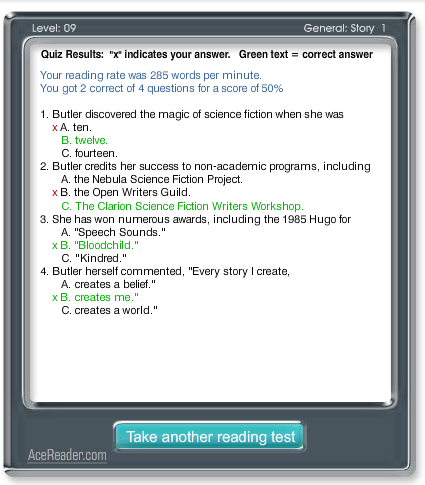 Level: 09 General: Story 1
Quiz Results: "x" indicates your answer. Green text = correct answer
Your reading rate was 285 words per minute.
You got 2 correct of 4 questions for a score of 50%
1. Butler discovered the magic of science fiction when she was
x A. ten.
B. twelve.
C. fourteen.
2. Butler credits her success to non-academic programs, including
A. the Nebula Science Fiction Project.
x B. the Open Writers Guild.
C. The Clarion Science Fiction Writers Workshop.
3. She has won numerous awards, including the 1985 Hugo for
A. "Speech Sounds."
x B. "Bloodchild."
C. "Kindred."
4. Butler herself commented, "Every story I create,
A. creates a belief."
x B. creates me."
C. creates a world."
Take another reading test
AceReader.com